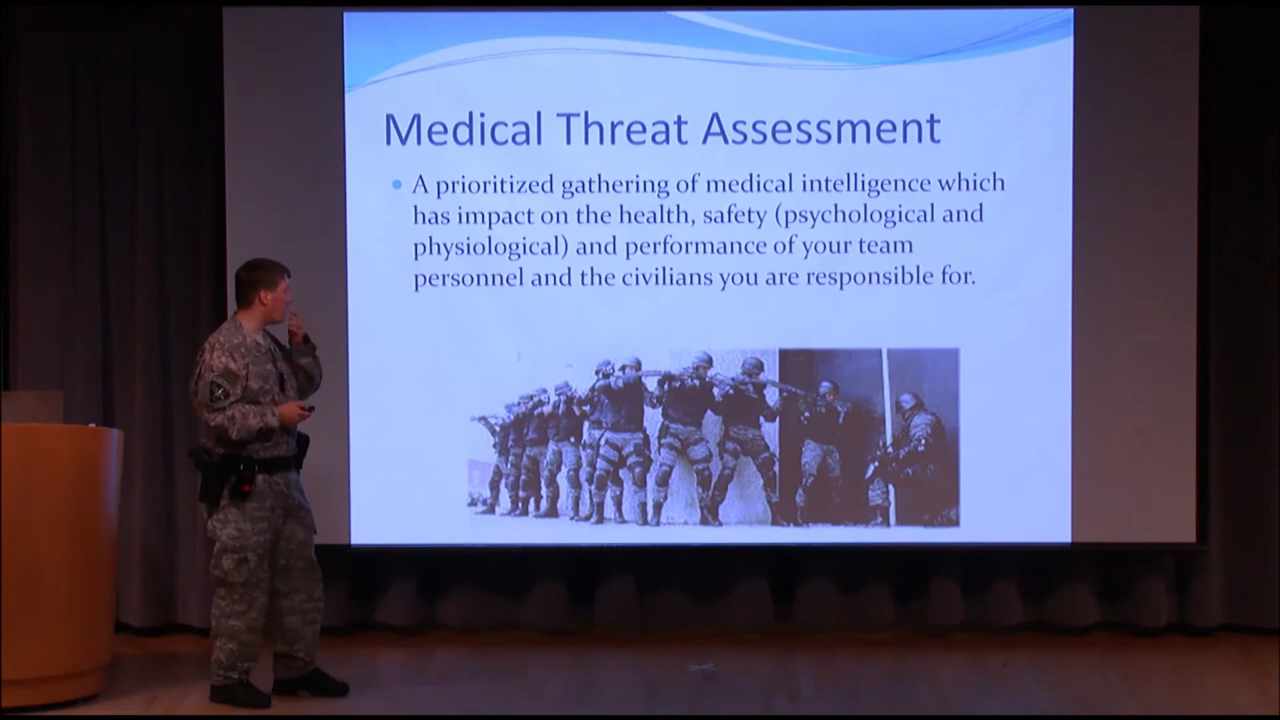 Medical Threat Assessment
• A prioritized gathering of medical intelligence which
has impact on the health, safety (psychological and
physiological) and performance of your team
personnel and the civilians you are responsible for.